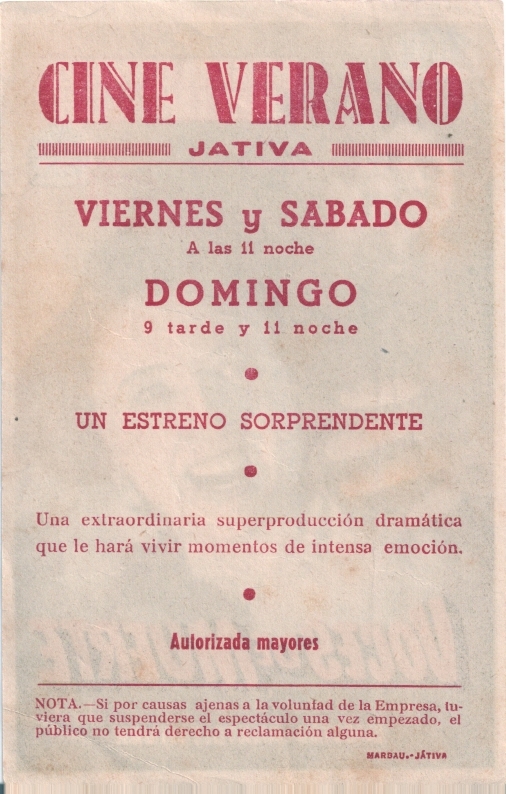 CINE VERANO
JATIVA
VIERNES y SABADO
A las 11 noche
DOMINGO
9 tarde y 11 noche
UN ESTRENO SORPRENDENTE
Una extraordinaria superproducción dramática
que le hará vivir momentos de intensa emoción.
Autorizada mayores
NOTA.—Si por causas ajenas a la voluntad de la Empresa, tu-
viera que suspenderse el espectáculo una vez empezado, el
público no tendrá derecho a reclamación alguna.
MARDAU.-JÁTIVA